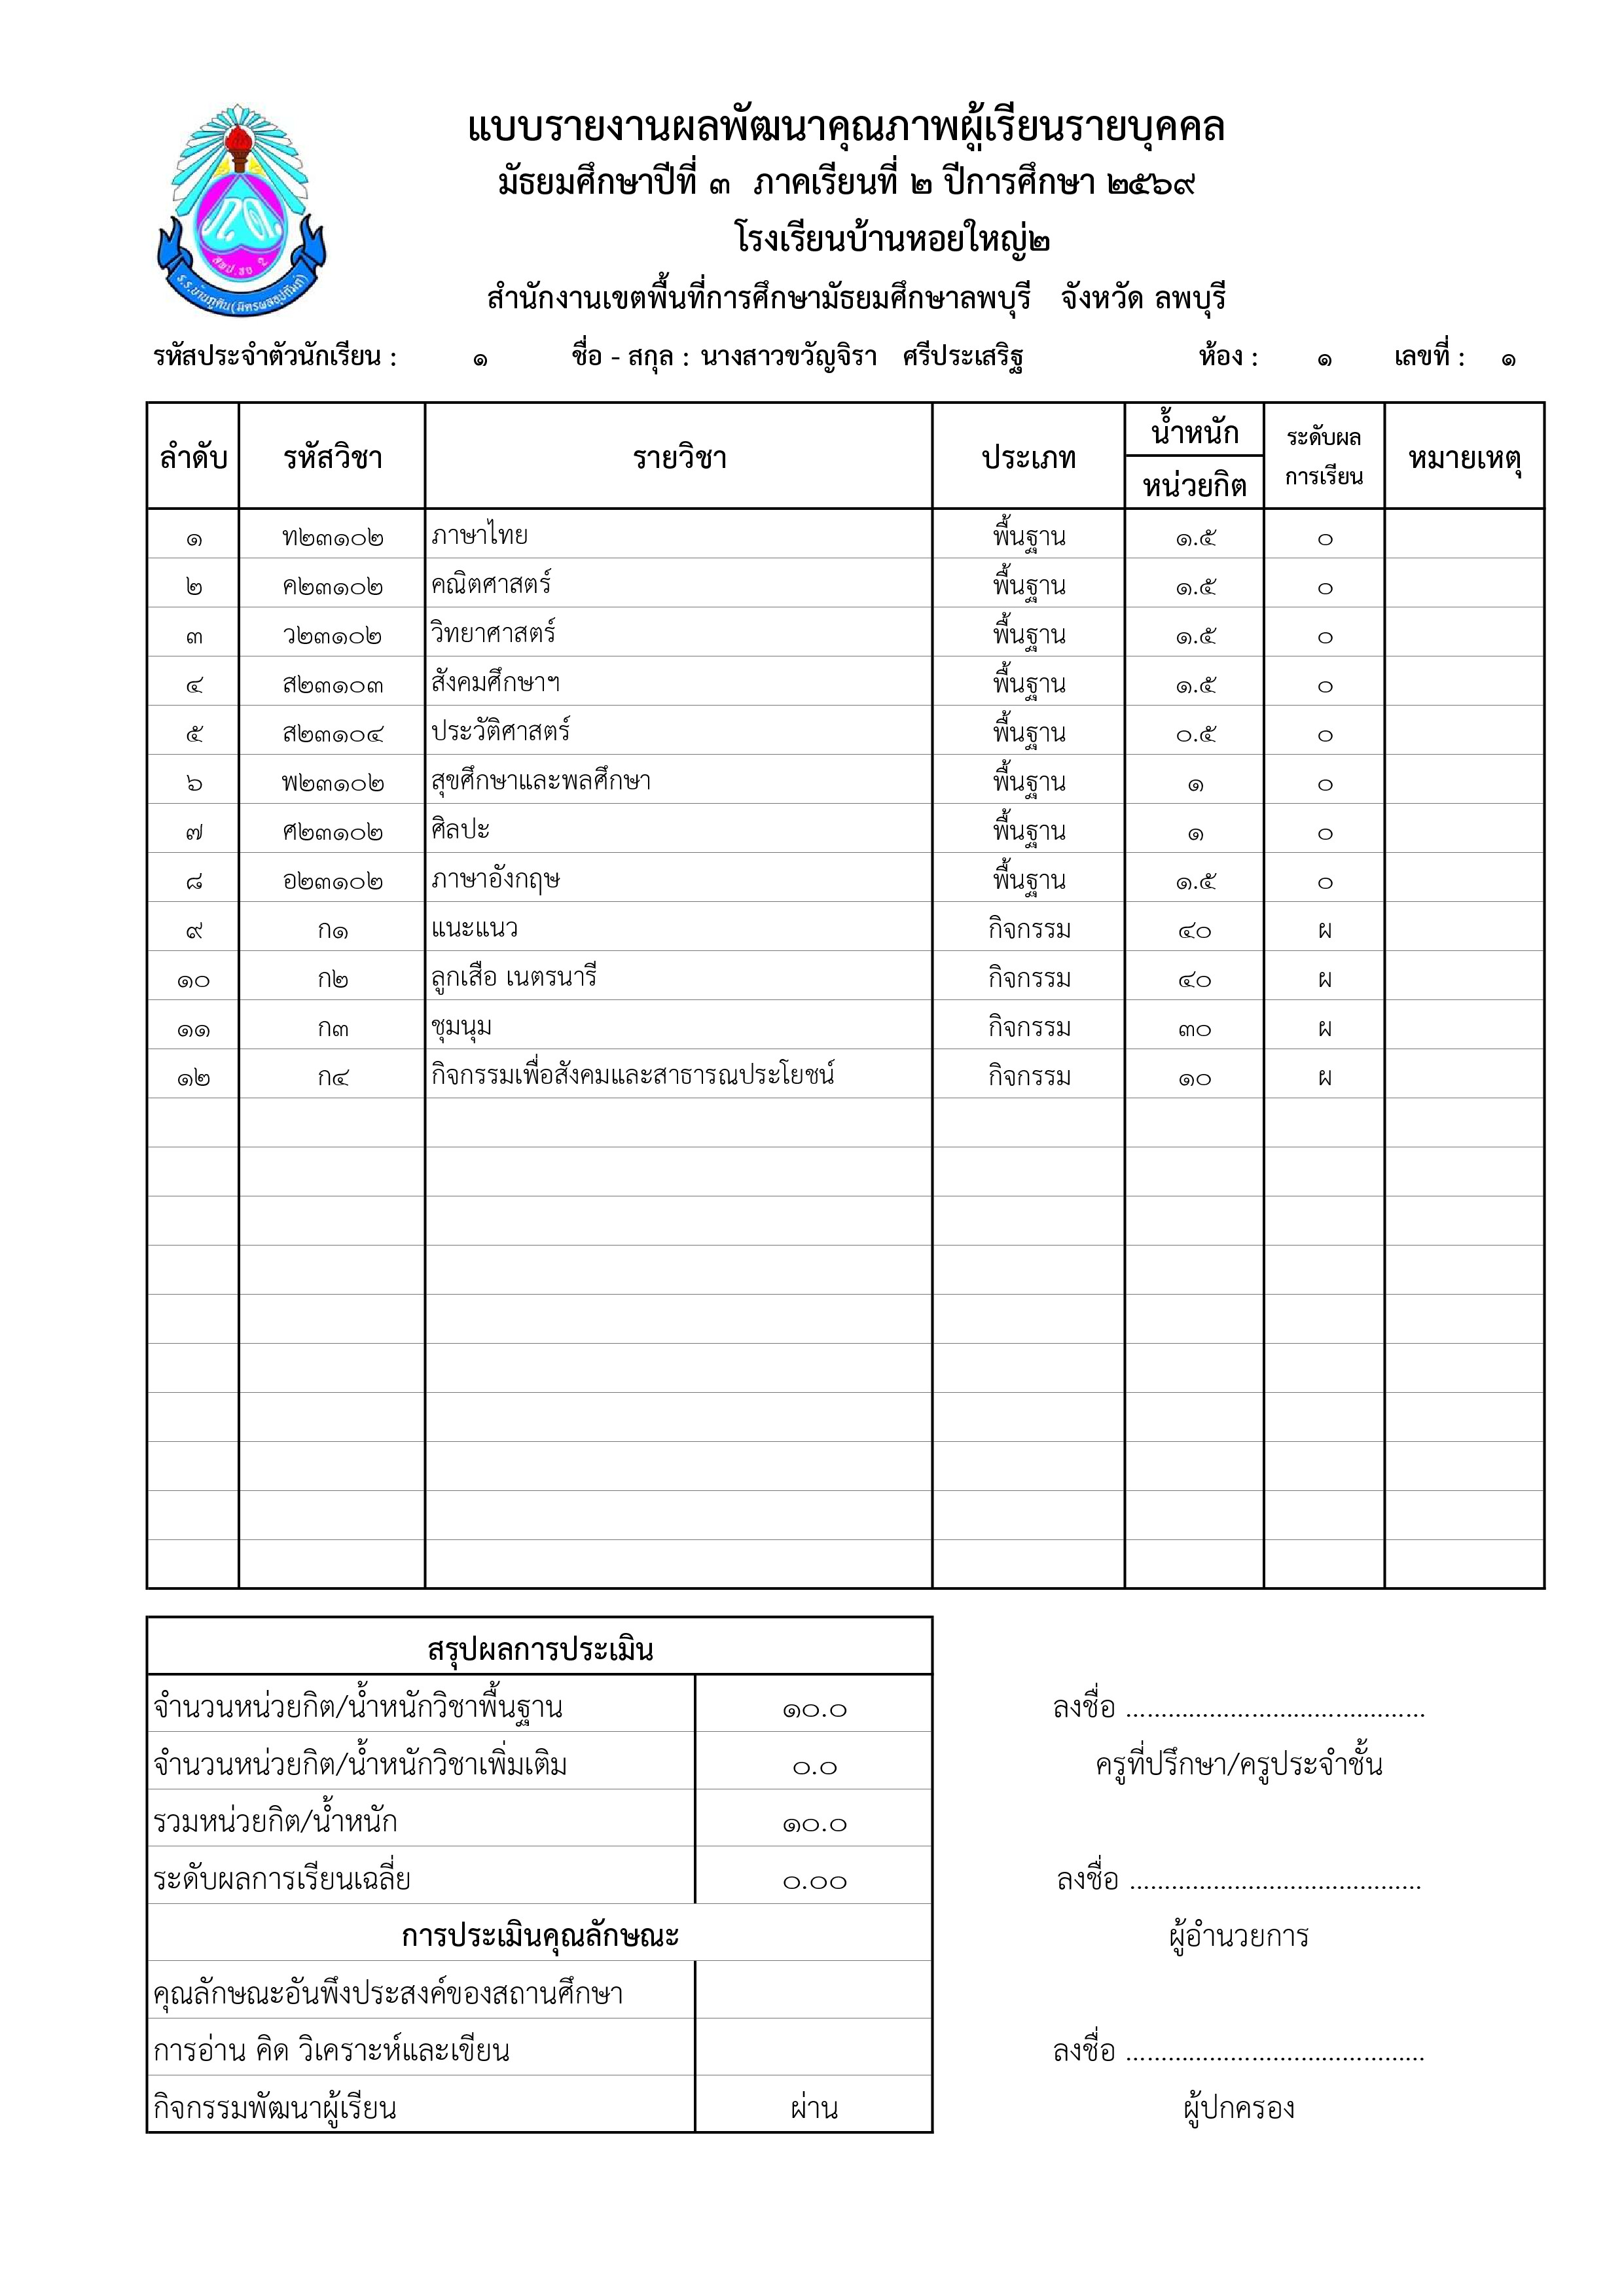 แบบรายงานผลพัฒนาคุณภาพผู้เรียนรายบุคคล
มัธยมศึกษาปีที่ ๓ ภาคเรียนที่ ๒ ปีการศึกษา ๒๕๖๙
โรงเรียนบ้านหอยใหญ่๒
สำนักงานเขตพื้นที่การศึกษามัธยมศึกษาลพบุรี จังหวัด ลพบุรี
รหัสประจำตัวนักเรียน : ๑ ชื่อ - สกุล : นางสาวขวัญจิรา ศรีประเสริฐ ห้อง : ๑ เลขที่ : ๑
ลำดับ รหัสวิชา รายวิชา ประเภท น้ำหนัก หน่วยกิต ระดับผล การเรียน หมายเหตุ
๑ ท๒๓๑๐๒ ภาษาไทย พื้นฐาน ๑.๕ ๐
๒ ค๒๓๑๐๒ คณิตศาสตร์ พื้นฐาน ๑.๕ ๐
๓ ว๒๓๑๐๒ วิทยาศาสตร์ พื้นฐาน ๑.๕ ๐
๔ ส๒๓๑๐๓ สังคมศึกษาฯ พื้นฐาน ๑.๕ ๐
๕ ส๒๓๑๐๔ ประวัติศาสตร์ พื้นฐาน ๐.๕ ๐
๖ พ๒๓๑๐๒ สุขศึกษาและพลศึกษา พื้นฐาน ๑ ๐
๗ ศ๒๓๑๐๒ ศิลปะ พื้นฐาน ๑ ๐
๘ อ๒๓๑๐๒ ภาษาอังกฤษ พื้นฐาน ๑.๕ ๐
๙ ก๑ แนะแนว กิจกรรม ๔๐ ผ
๑๐ ก๒ ลูกเสือ เนตรนารี กิจกรรม ๔๐ ผ
๑๑ ก๓ ชุมนุม กิจกรรม ๓๐ ผ
๑๒ ก๔ กิจกรรมเพื่อสังคมและสาธารณประโยชน์ กิจกรรม ๑๐ ผ
สรุปผลการประเมิน
จำนวนหน่วยกิต/น้ำหนักวิชาพื้นฐาน ๑๐.๐
จำนวนหน่วยกิต/น้ำหนักวิชาเพิ่มเติม ๐.๐
รวมหน่วยกิต/น้ำหนัก ๑๐.๐
ระดับผลการเรียนเฉลี่ย ๐.๐๐
การประเมินคุณลักษณะ
คุณลักษณะอันพึงประสงค์ของสถานศึกษา
การอ่าน คิด วิเคราะห์และเขียน
กิจกรรมพัฒนาผู้เรียน ผ่าน
ลงชื่อ ...........................................
ครูที่ปรึกษา/ครูประจำชั้น
ลงชื่อ ..........................................
ผู้อำนวยการ
ลงชื่อ ...........................................
ผู้ปกครอง